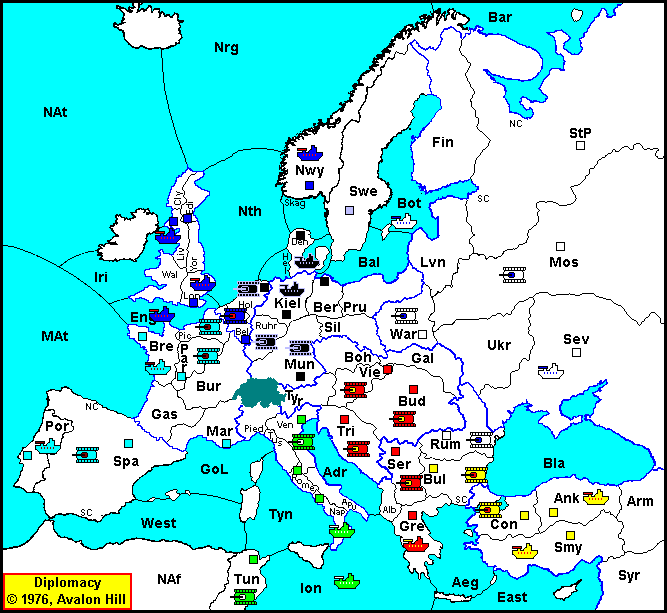 Bar
Nrg
NAt
NC
StP
Fin
Nwy
Swe
Cly
Edi
Skag
Nth
Bot
SC
Den
Hel
Liv
Yor
Bal
Lvn
Mos
Iri
Wal
Lon
Hol
Kiel
Ber
Pru
MAt
Eng
Bel
Ruhr
Sil
War
Ukr
Sev
Pic
Bre
Par
Mun
Boh
Gal
Vie
Bur
Tyr
Bud
NC
Gas
Por
Mar
Pied
Ven
Tri
Rum
Spa
Tus
Ser
Bla
GoL
Rome
Adr
Bul
SC
Ank
Arm
SC
Apu
Nap
Alb
Con
West
Tyn
Gre
Smy
NAf
Tun
Ion
Aeg
East
Syr
Diplomacy
© 1976, Avalon Hill